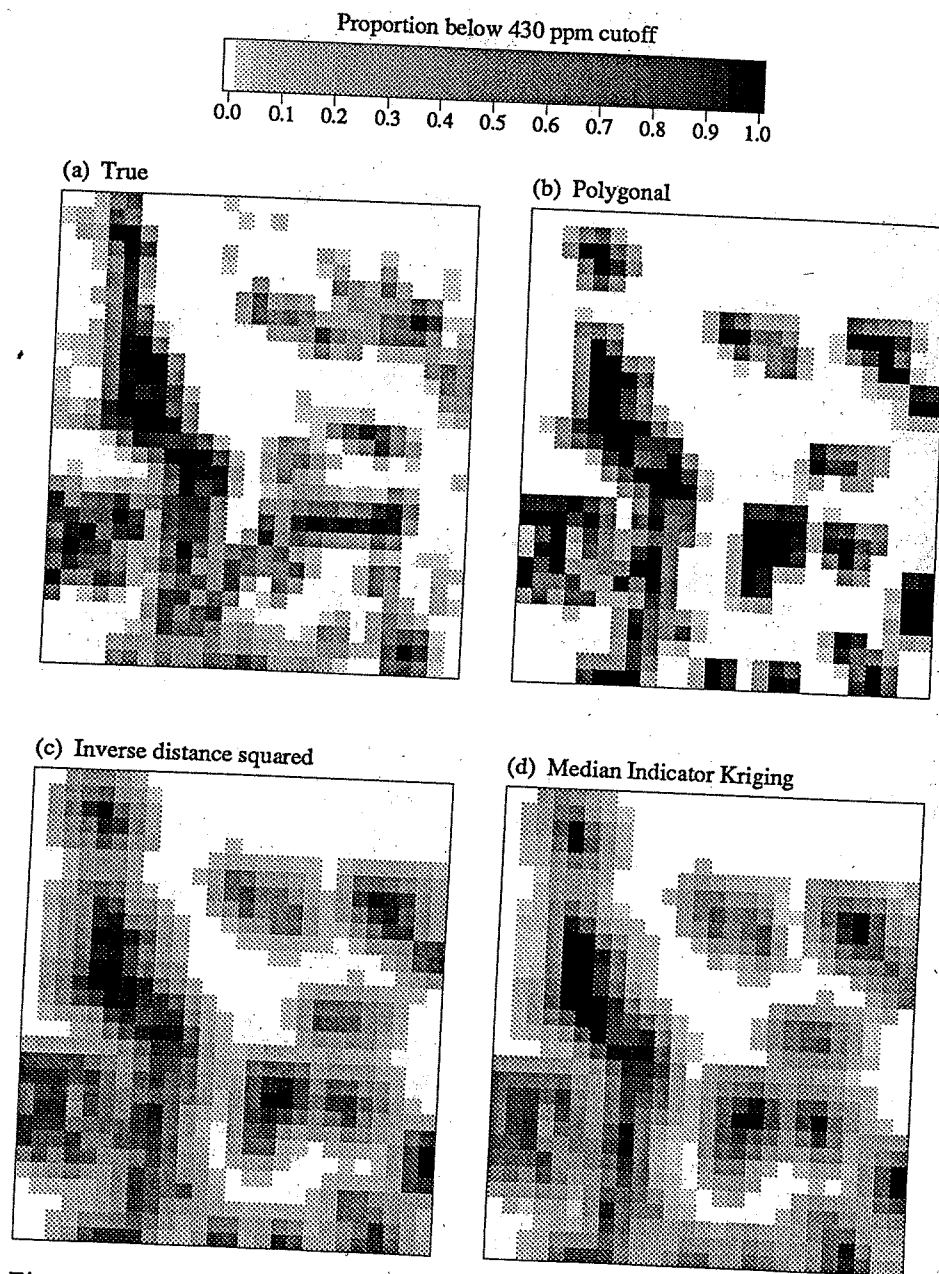 Proportion below 430 ppm cutoff
0.0 0.1 0.2 0.3 0.4 0.5 0.6 0.7 0.8 0.9 1.0
(a) True
(b) Polygonal
(c) Inverse distance squared
(d) Median Indicator Kriging